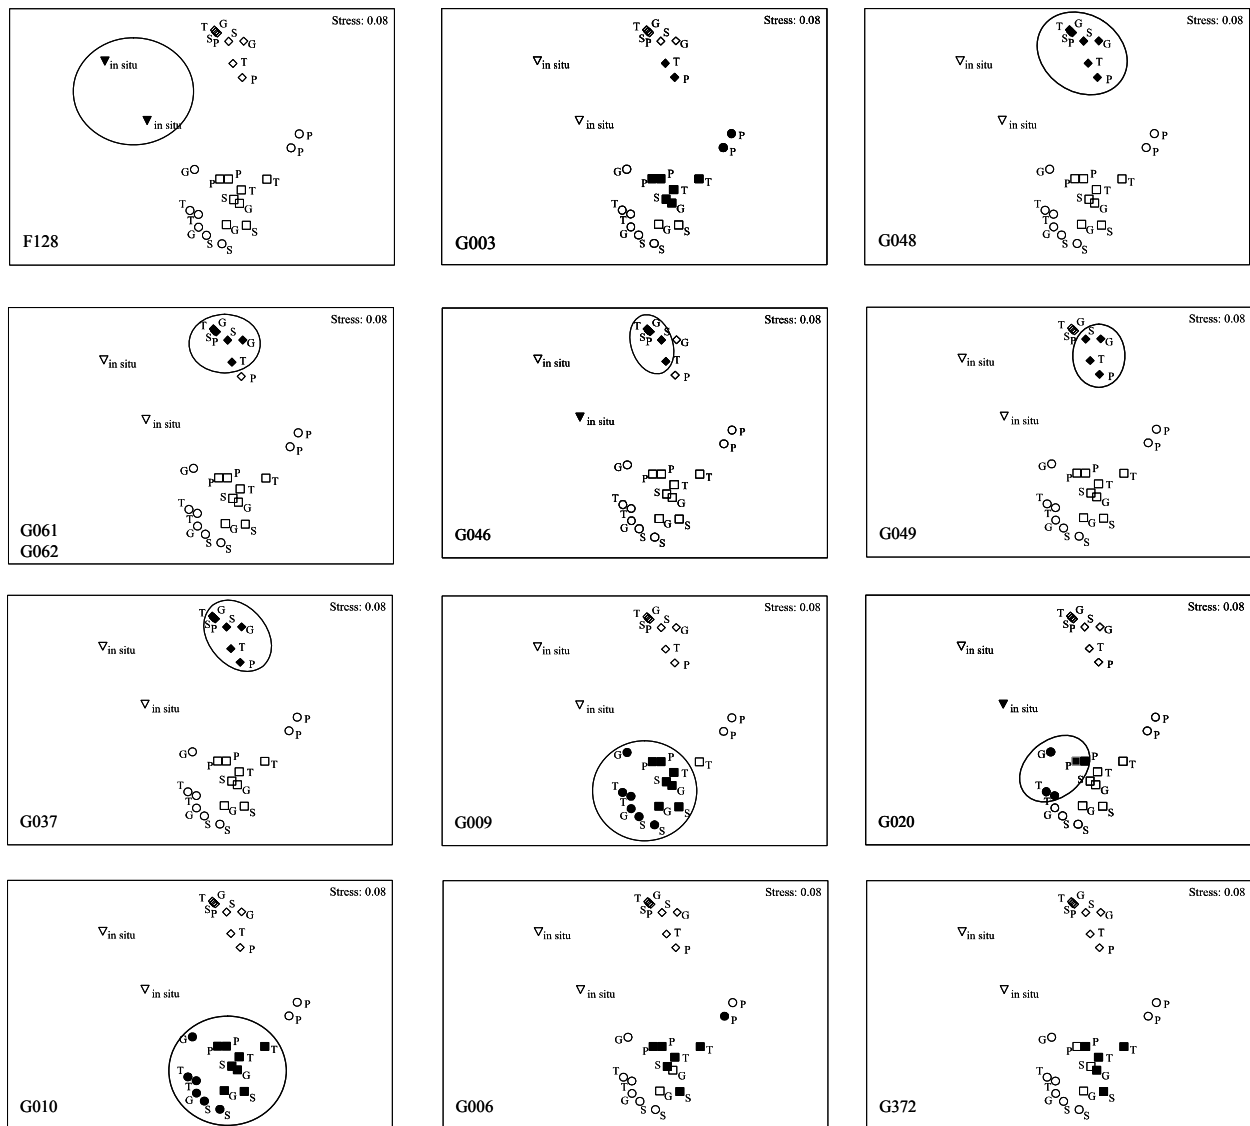 Stress: 0.08
T G S
S P G
in situ T
P
in situ
P
P
G
P P T
T
S G
T
T G S
G S S
F128
Stress: 0.08
T G S
S P G
in situ T
P
in situ
P
P
G
P P T
T
S G
T
T G S
G S S
G003
Stress: 0.08
T G S
S P G
in situ T
P
in situ
P
P
G
P P T
T
S G
T
T G S
G S S
G048
Stress: 0.08
T G S
S P G
in situ T
P
in situ
P
P
G
P P T
T
S G
T
T G S
G S S
G061
G062
Stress: 0.08
T G S
S P G
in situ T
P
in situ
P
P
G
P P T
T
S G
T
T G S
G S S
G046
Stress: 0.08
T G S
S P G
in situ T
P
in situ
P
P
G
P P T
T
S G
T
T G S
G S S
G049
Stress: 0.08
T G S
S P G
in situ T
P
in situ
P
P
G
P P T
T
S G
T
T G S
G S S
G037
Stress: 0.08
T G S
S P G
in situ T
P
in situ
P
P
G
P P T
T
S G
T
T G S
G S S
G009
Stress: 0.08
T G S
S P G
in situ T
P
in situ
P
P
G
P P T
T
S G
T
T G S
G S S
G020
Stress: 0.08
T G S
S P G
in situ T
P
in situ
P
P
G
P P T
T
S G
T
T G S
G S S
G010
Stress: 0.08
T G S
S P G
in situ T
P
in situ
P
P
G
P P T
T
S G
T
T G S
G S S
G006
Stress: 0.08
T G S
S P G
in situ T
P
in situ
P
P
G
P P T
T
S G
T
T G S
G S S
G372